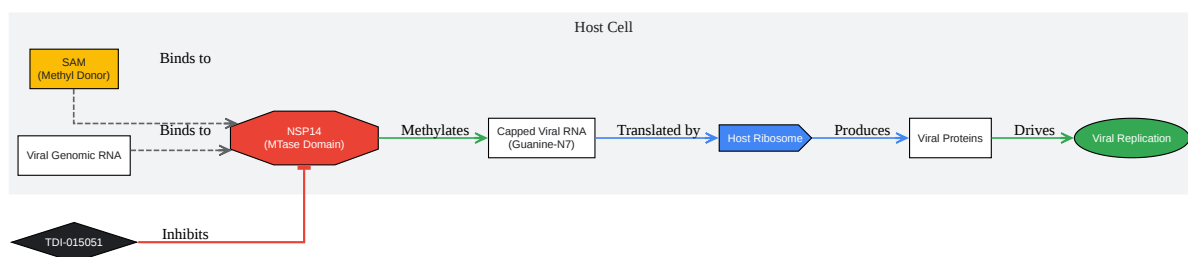 Host Cell
SAM
(Methyl Donor)
Binds to
Viral Genomic RNA
Binds to
NSP14
(MTase Domain)
Methylates
Capped Viral RNA
(Guanine-N7)
Translated by
Host Ribosome
Produces
Viral Proteins
Drives
Viral Replication
TDI-015051
Inhibits